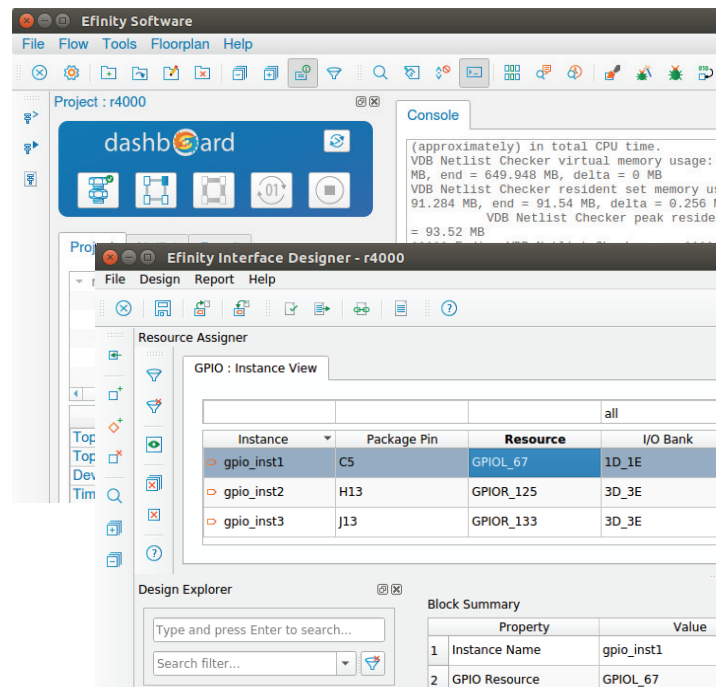 Efinity Software
File Flow Tools Floorplan Help
Project : r4000
dashboard
Console
(approximately) in total CPU time.
VDB Netlist Checker virtual memory usage:
MB, end = 649.948 MB, delta = 0 MB
VDB Netlist Checker resident set memory us
91.284 MB, end = 91.54 MB, delta = 0.256 M
VDB Netlist Checker peak reside
= 93.52 MB
Efinity Interface Designer - r4000
File Design Report Help
Resource Assigner
GPIO : Instance View
all
Instance Package Pin Resource I/O Bank
gpio_inst1 C5 GPIOL_67 1D_1E
gpio_inst2 H13 GPIOR_125 3D_3E
gpio_inst3 J13 GPIOR_133 3D_3E
Top
Top
Dev
Tim
Design Explorer
Type and press Enter to search...
Search filter...
Block Summary
Property Value
1 Instance Name gpio_inst1
2 GPIO Resource GPIOL_67